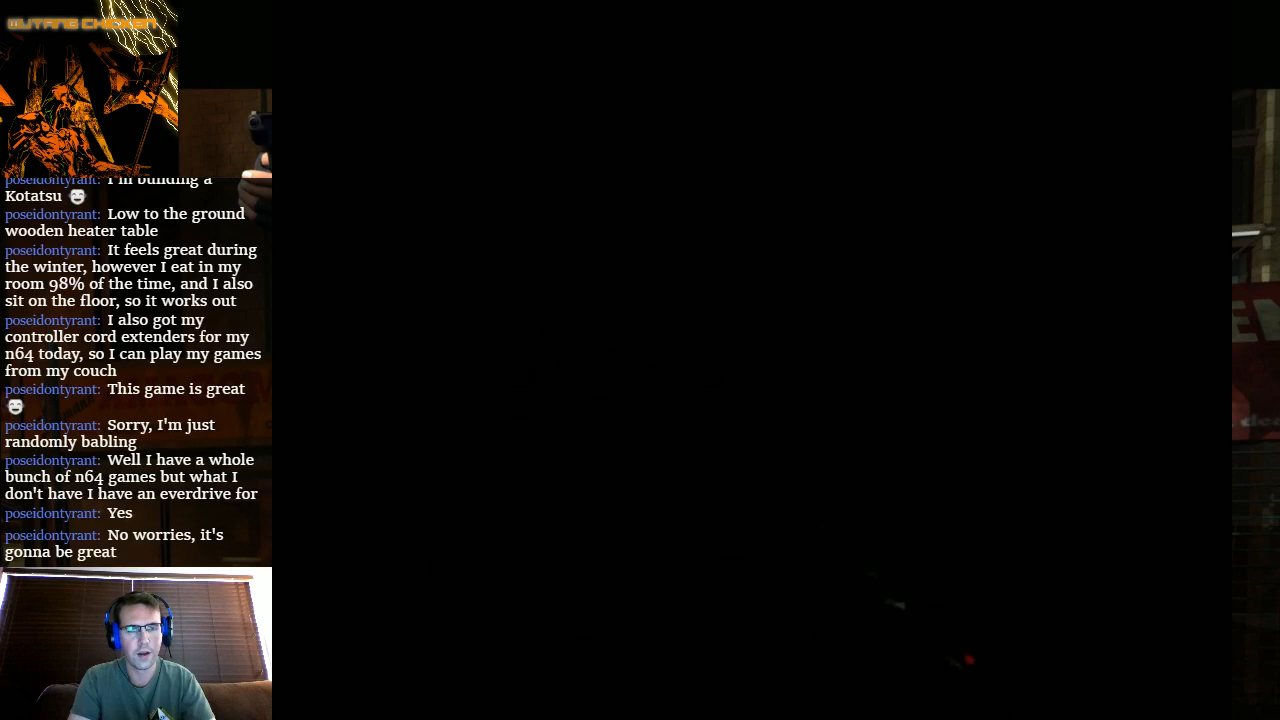 WUTANG CHICKEN
poseidontyrant: I'm building a
Kotatsu
poseidontyrant: Low to the ground
wooden heater table
poseidontyrant: It feels great during
the winter, however I eat in my
room 98% of the time, and I also
sit on the floor, so it works out
poseidontyrant: I also got my
controller cord extenders for my
n64 today, so I can play my games
from my couch
poseidontyrant: This game is great
poseidontyrant: Sorry, I'm just
randomly babling
poseidontyrant: Well I have a whole
bunch of n64 games but what I
don't have I have an everdrive for
poseidontyrant: Yes
poseidontyrant: No worries, it's
gonna be great